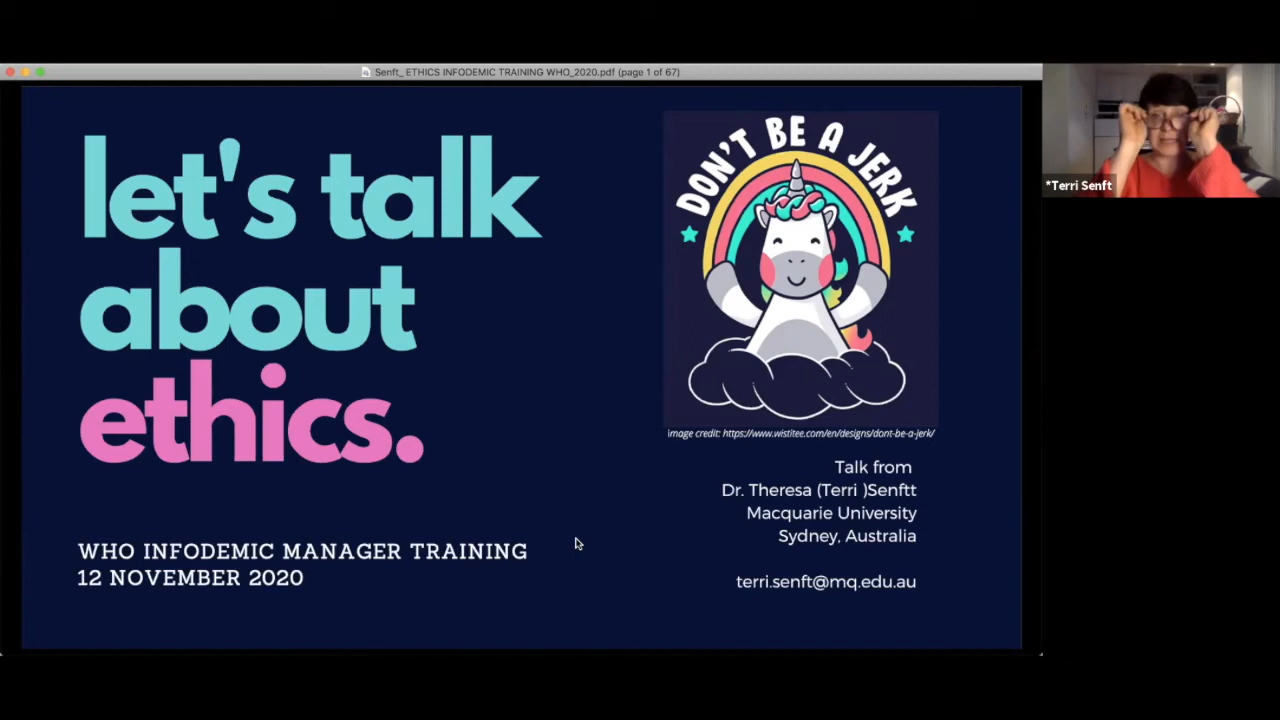 Senft_ ETHICS INFODEMIC TRAINING WHO_2020.pdf (page 1 of 67)
let's talk
about
ethics.
WHO INFODEMIC MANAGER TRAINING
12 NOVEMBER 2020
DON'T BE A JERK
image credit: https://www.wistitee.com/en/designs/dont-be-a-jerk/
Talk from
Dr. Theresa (Terri )Senftt
Macquarie University
Sydney, Australia
terri.senft@mq.edu.au
*Terri Senft